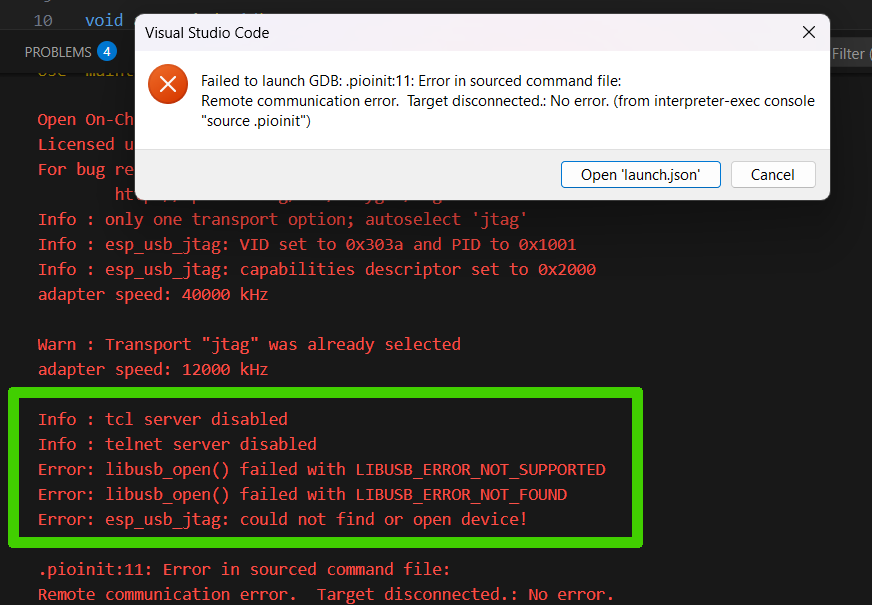 10 void
Visual Studio Code
PROBLEMS 4
Filter (
Failed to launch GDB: .pioinit:11: Error in sourced command file:
Remote communication error.  Target disconnected.: No error. (from interpreter-exec console
"source .pioinit")
Open 'launch.json'
Cancel
Open On-Ch
Licensed u
For bug re
Info : only one transport option; autoselect 'jtag'
Info : esp_usb_jtag: VID set to 0x303a and PID to 0x1001
Info : esp_usb_jtag: capabilities descriptor set to 0x2000
adapter speed: 40000 kHz
Warn : Transport "jtag" was already selected
adapter speed: 12000 kHz
Info : tcl server disabled
Info : telnet server disabled
Error: libusb_open() failed with LIBUSB_ERROR_NOT_SUPPORTED
Error: libusb_open() failed with LIBUSB_ERROR_NOT_FOUND
Error: esp_usb_jtag: could not find or open device!
.pioinit:11: Error in sourced command file:
Remote communication error.  Target disconnected.: No error.